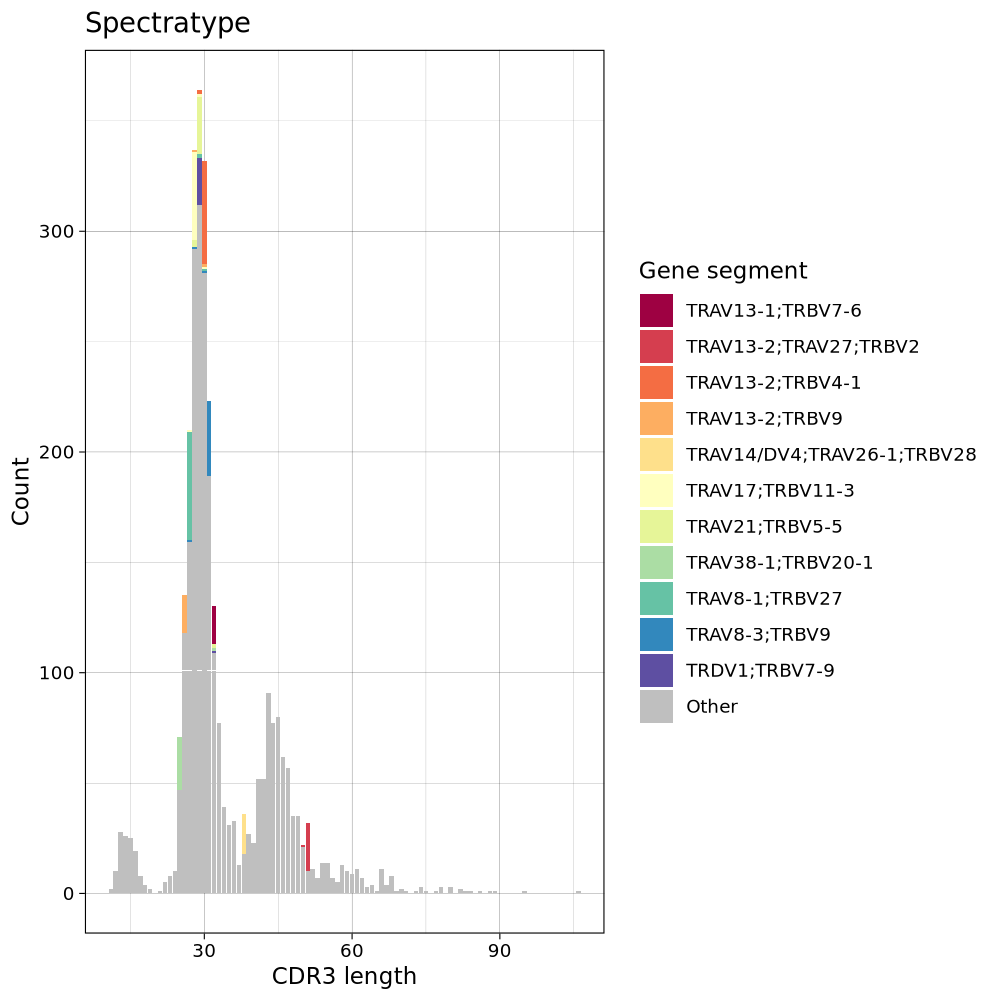 Spectratype
300
200
100
0
Count
30
60
90
CDR3 length
Gene segment
TRAV13-1;TRBV7-6
TRAV13-2;TRAV27;TRBV2
TRAV13-2;TRBV4-1
TRAV13-2;TRBV9
TRAV14/DV4;TRAV26-1;TRBV28
TRAV17;TRBV11-3
TRAV21;TRBV5-5
TRAV38-1;TRBV20-1
TRAV8-1;TRBV27
TRAV8-3;TRBV9
TRDV1;TRBV7-9
Other